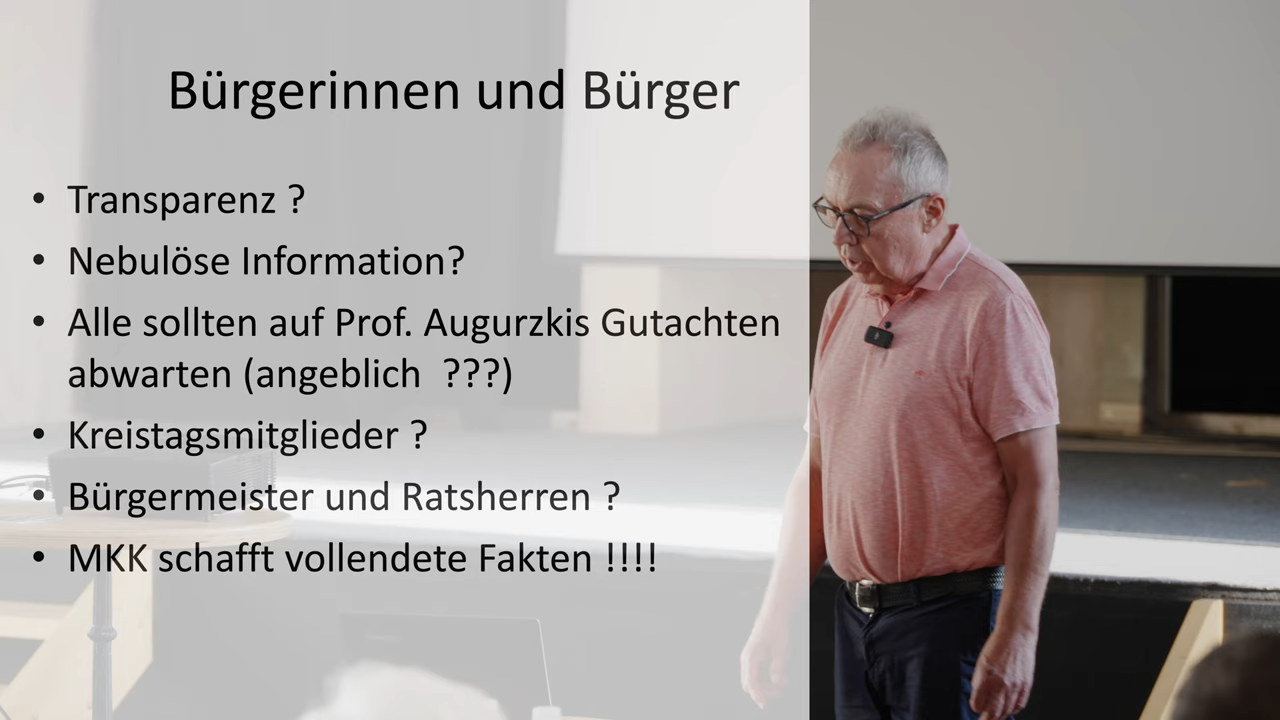 Bürgerinnen und Bürger
• Transparenz ?
• Nebulöse Information?
• Alle sollten auf Prof. Augurzkis Gutachten
abwarten (angeblich ???)
• Kreistagsmitglieder ?
• Bürgermeister und Ratsherren ?
• MKK schafft vollendete Fakten !!!!